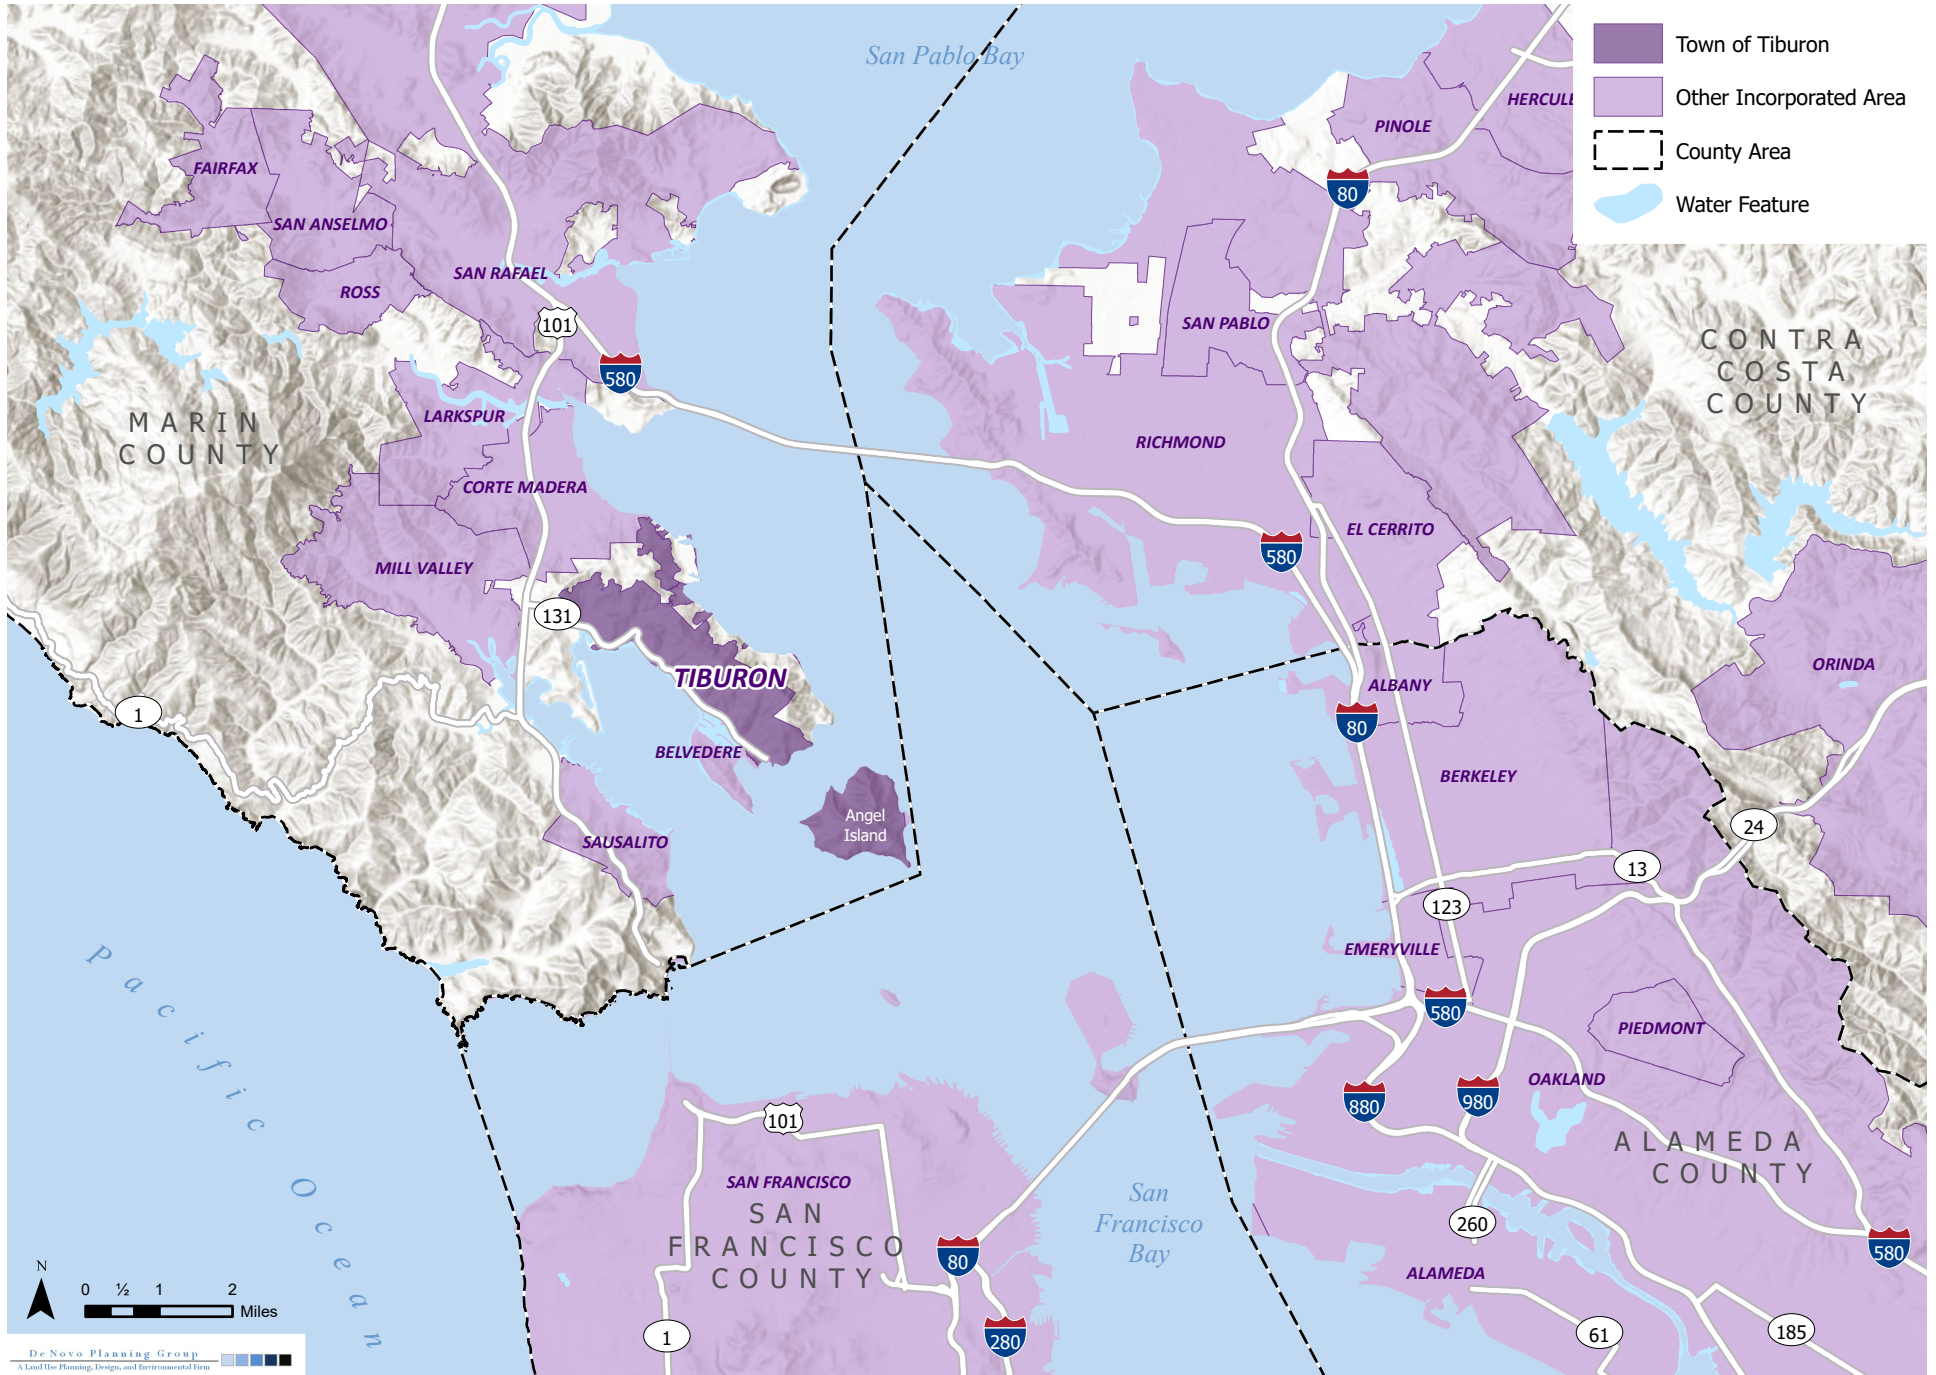 San Pablo Bay
Town of Tiburon
Other Incorporated Area
County Area
Water Feature
HERCULE
PINOLE
80
FAIRFAX
SAN ANSELMO
SAN RAFAEL
ROSS
101
SAN PABLO
580
CONTRA
COSTA
COUNTY
MARIN
COUNTY
LARKSPUR
RICHMOND
CORTE MADERA
EL CERRITO
580
MILL VALLEY
131
TIBURON
ORINDA
ALBANY
1
80
BELVEDERE
BERKELEY
Angel
Island
24
SAUSALITO
13
123
EMERYVILLE
Pacific Ocean
580
PIEDMONT
OAKLAND
880
980
101
ALAMEDA
COUNTY
SAN FRANCISCO
SAN
FRANCISCO
COUNTY
San
Francisco
Bay
260
80
580
ALAMEDA
N
0 ½ 1 2
Miles
1
280
61
185
De Novo Planning Group
A Land Use Planning, Design, and Environmental Firm